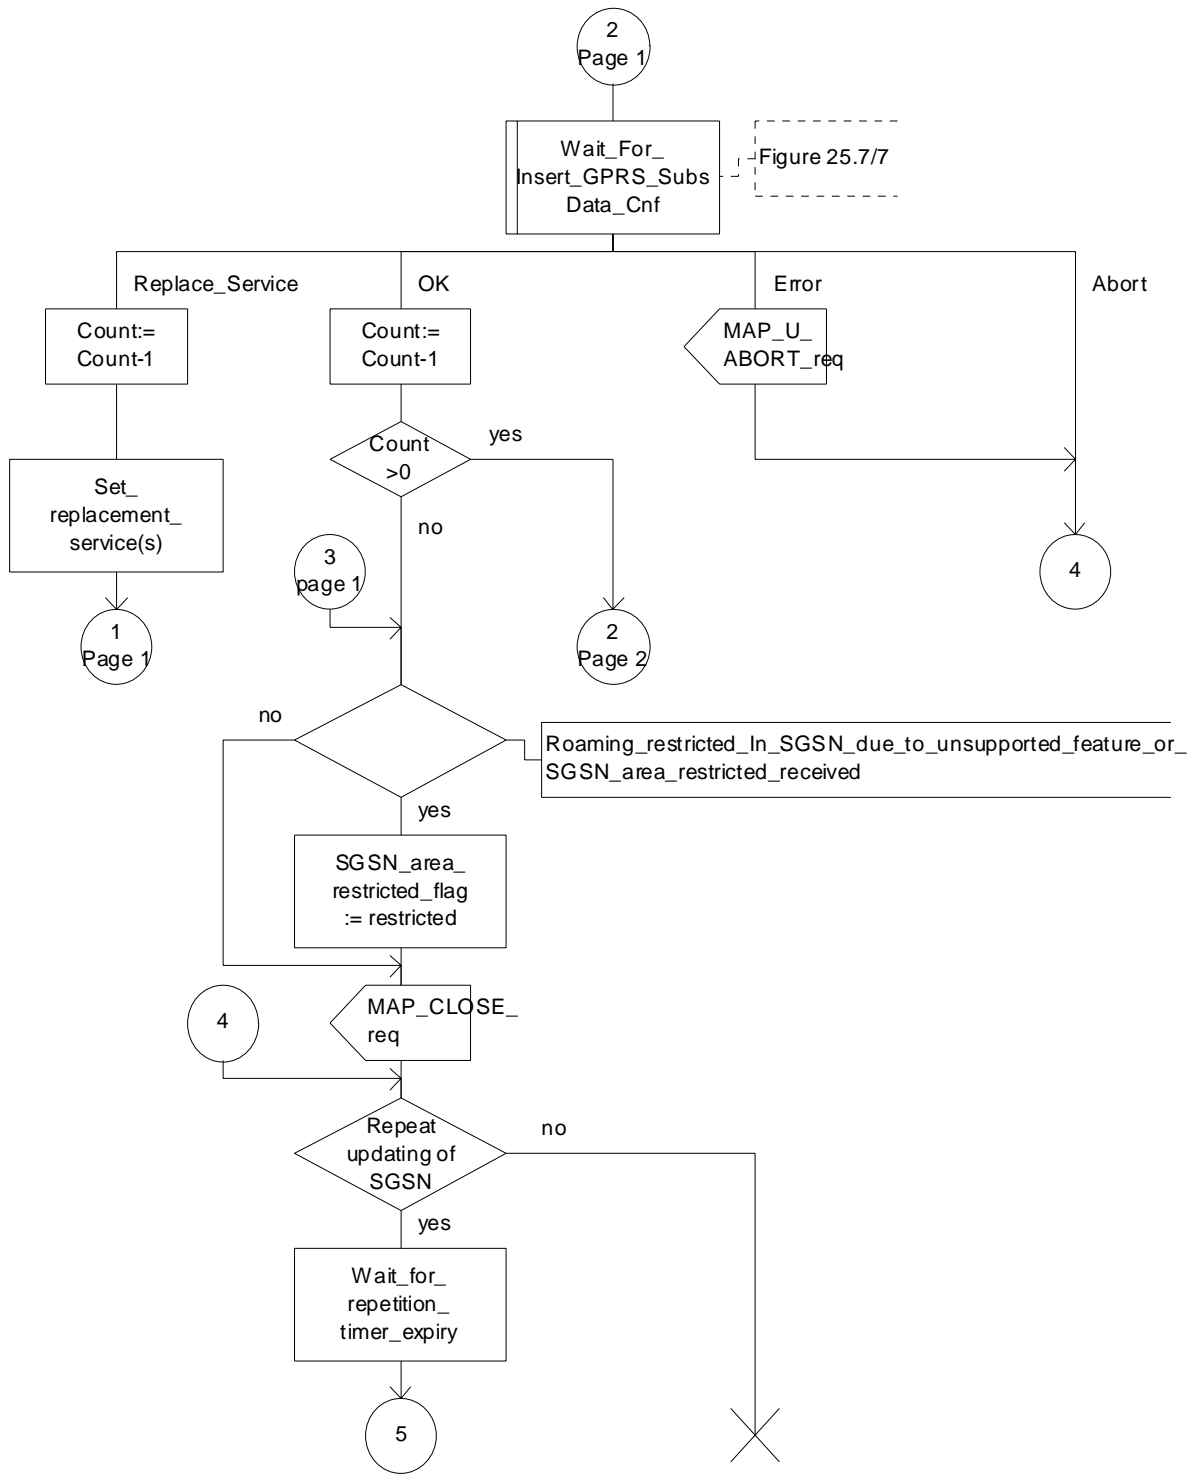 2
Page 1
Wait_For_
Insert_GPRS_Subs
Data_Cnf
Figure 25.7/7
Replace_Service
OK
Error
Abort
Count:=
Count-1
Count:=
Count-1
MAP_U_
ABORT_req
Count
>0
yes
no
Set_
replacement_
service(s)
3
page 1
4
1
Page 1
2
Page 2
no
Roaming_restricted_In_SGSN_due_to_unsupported_feature_or_
SGSN_area_restricted_received
yes
SGSN_area_
restricted_flag
:= restricted
4
MAP_CLOSE_
req
Repeat
updating of
SGSN
no
yes
Wait_for_
repetition_
timer_expiry
5